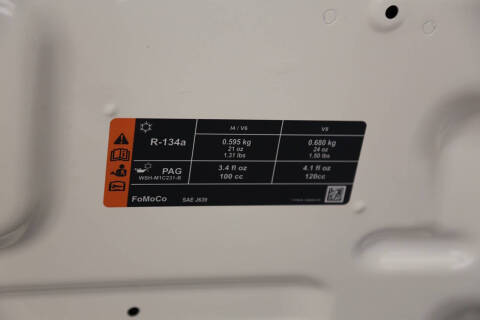 I4 / V6 V8
R-134a 0.595 kg 0.680 kg
21 oz 24 oz
1.31 lbs 1.50 lbs
PAG 3.4 fl oz 4.1 fl oz
WSH-M1C231-B 100 cc 120cc
FoMoCo SAE J639